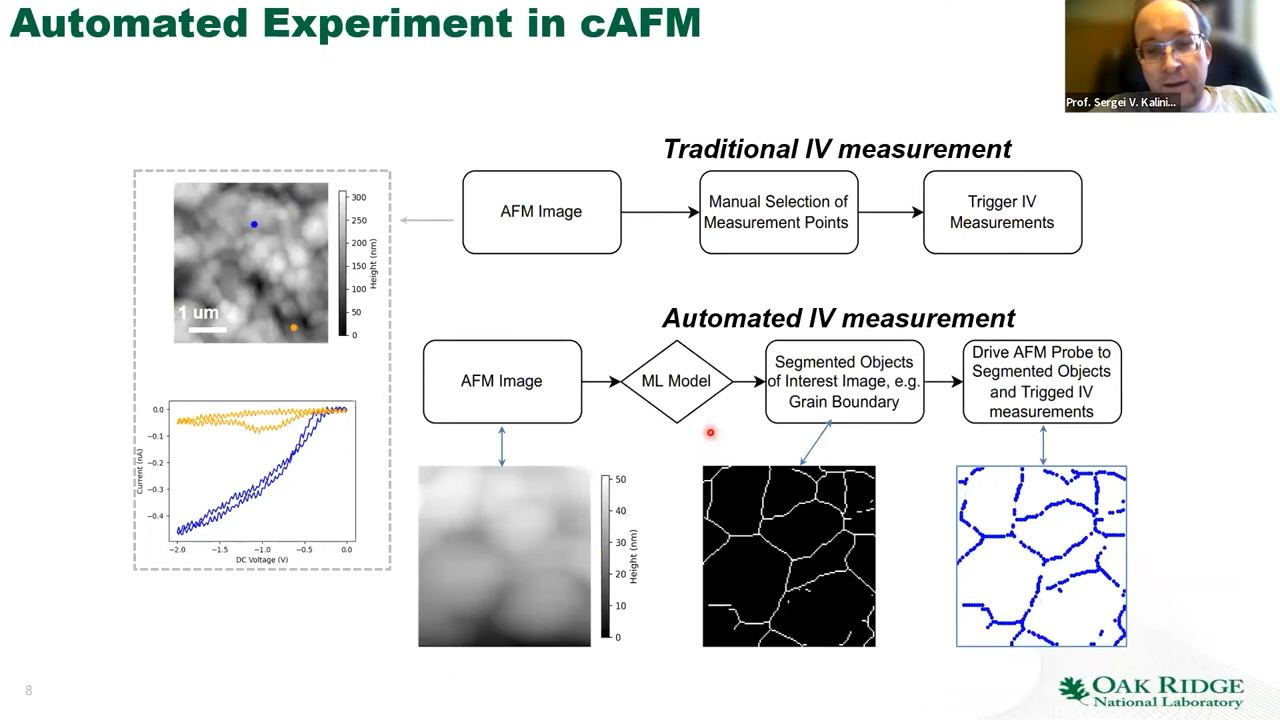 Automated Experiment in cAFM
Prof. Sergei V. Kalini...
Traditional IV measurement
AFM Image
Manual Selection of
Measurement Points
Trigger IV
Measurements
1 um
300
250
200
150
100
50
0
Height (nm)
Automated IV measurement
AFM Image
ML Model
Segmented Objects
of Interest Image, e.g.
Grain Boundary
Drive AFM Probe to
Segmented Objects
and Trigged IV
measurements
0.0
−0.1
−0.2
−0.3
−0.4
Current (nA)
−2.0 −1.5 −1.0 −0.5 0.0
DC Voltage (V)
50
40
30
20
10
0
Height (nm)
8
OAK RIDGE
National Laboratory